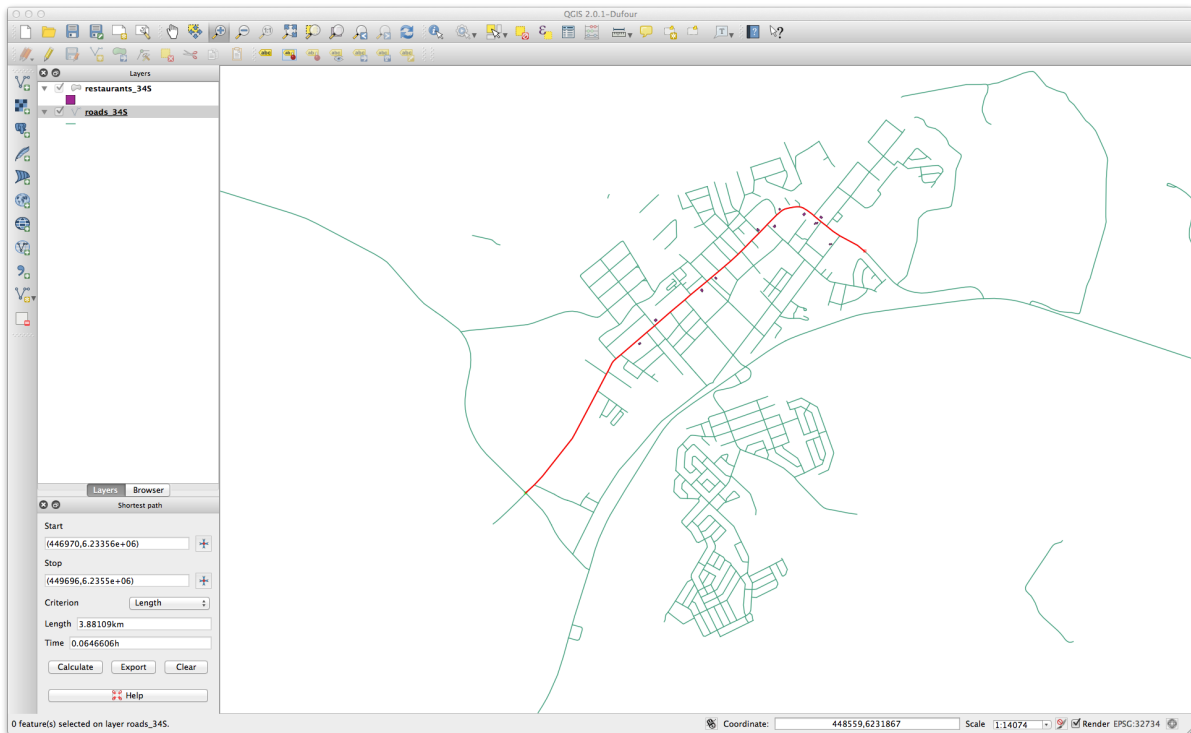 QGIS 2.0.1-Dufour
Layers
restaurants_34S
roads_34S
Layers Browser
Shortest path
Start
(446970,6.23356e+06)
Stop
(449696,6.2355e+06)
Criterion Length
Length 3.88109km
Time 0.0646606h
Calculate Export Clear
Help
0 feature(s) selected on layer roads_34S.
Coordinate: 448559,6231867 Scale 1:14074 Render EPSG:32734